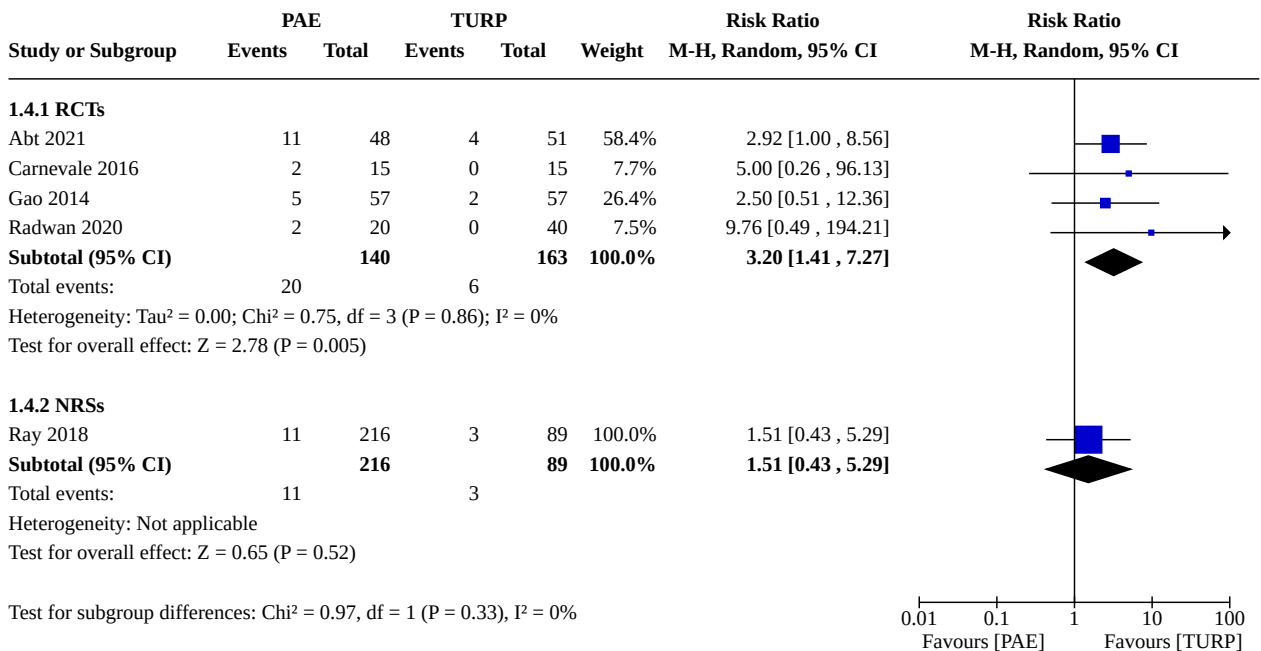 PAE TURP Risk Ratio Risk Ratio
Study or Subgroup Events Total Events Total Weight M-H, Random, 95% CI M-H, Random, 95% CI
1.4.1 RCTs
Abt 2021 11 48 4 51 58.4% 2.92 [1.00 , 8.56]
Carnevale 2016 2 15 0 15 7.7% 5.00 [0.26 , 96.13]
Gao 2014 5 57 2 57 26.4% 2.50 [0.51 , 12.36]
Radwan 2020 2 20 0 40 7.5% 9.76 [0.49 , 194.21]
Subtotal (95% CI) 140 163 100.0% 3.20 [1.41 , 7.27]
Total events: 20 6
Heterogeneity: Tau² = 0.00; Chi² = 0.75, df = 3 (P = 0.86); I² = 0%
Test for overall effect: Z = 2.78 (P = 0.005)
1.4.2 NRSs
Ray 2018 11 216 3 89 100.0% 1.51 [0.43 , 5.29]
Subtotal (95% CI) 216 89 100.0% 1.51 [0.43 , 5.29]
Total events: 11 3
Heterogeneity: Not applicable
Test for overall effect: Z = 0.65 (P = 0.52)
Test for subgroup differences: Chi² = 0.97, df = 1 (P = 0.33), I² = 0%
0.01 0.1 1 10 100
Favours [PAE] Favours [TURP]